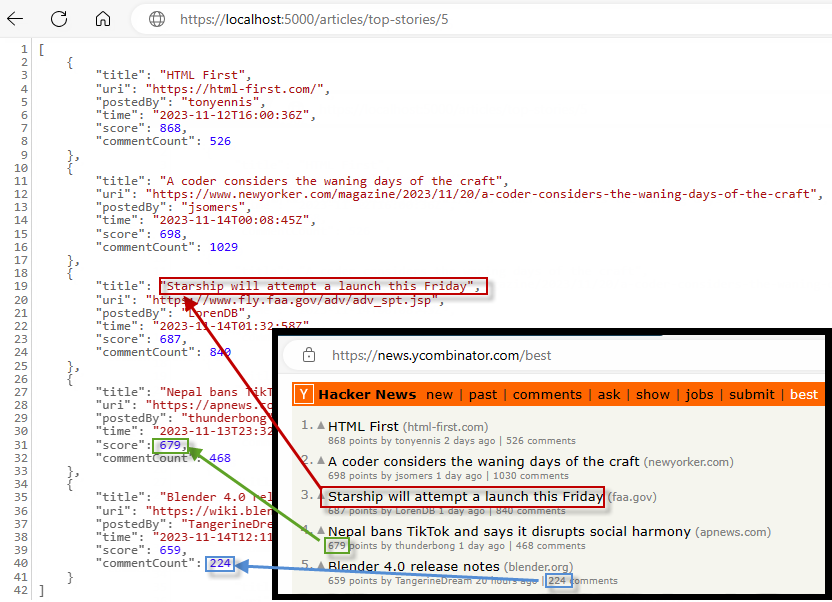 https://localhost:5000/articles/top-stories/5
1 [
2 {
3 "title": "HTML First",
4 "uri": "https://html-first.com/",
5 "postedBy": "tonyennis",
6 "time": "2023-11-12T16:00:36Z",
7 "score": 868,
8 "commentCount": 526
9 },
10 {
11 "title": "A coder considers the waning days of the craft",
12 "uri": "https://www.newyorker.com/magazine/2023/11/20/a-coder-considers-the-waning-days-of-the-craft",
13 "postedBy": "jsomers",
14 "time": "2023-11-14T00:08:45Z",
15 "score": 698,
16 "commentCount": 1029
17 },
18 {
19 "title": "Starship will attempt a launch this Friday",
20 "uri": "https://www.fly.faa.gov/adv/adv_spt.jsp",
21 "postedBy": "LorenDB",
22 "time": "2023-11-14T01:32:58Z",
23 "score": 687,
24 "commentCount": 840
25 },
26 {
27 "title": "Nepal bans TikT
28 "uri": "https://apnews.c
29 "postedBy": "thunderbong
30 "time": "2023-11-13T23:32
31 "score": 679,
32 "commentCount": 468
33 },
34 {
35 "title": "Blender 4.0 rel
36 "uri": "https://wiki.blen
37 "postedBy": "TangerineDre
38 "time": "2023-11-14T12:11
39 "score": 659,
40 "commentCount": 224
41 }
42 ]
https://news.ycombinator.com/best
Y Hacker News new | past | comments | ask | show | jobs | submit | best
1. HTML First (html-first.com)
868 points by tonyennis 2 days ago | 526 comments
2. A coder considers the waning days of the craft (newyorker.com)
698 points by jsomers 1 day ago | 1030 comments
3. Starship will attempt a launch this Friday (faa.gov)
687 points by LorenDB 1 day ago | 840 comments
4. Nepal bans TikTok and says it disrupts social harmony (apnews.com)
679 points by thunderbong 1 day ago | 468 comments
5. Blender 4.0 release notes (blender.org)
659 points by TangerineDream 20 hours ago | 224 comments